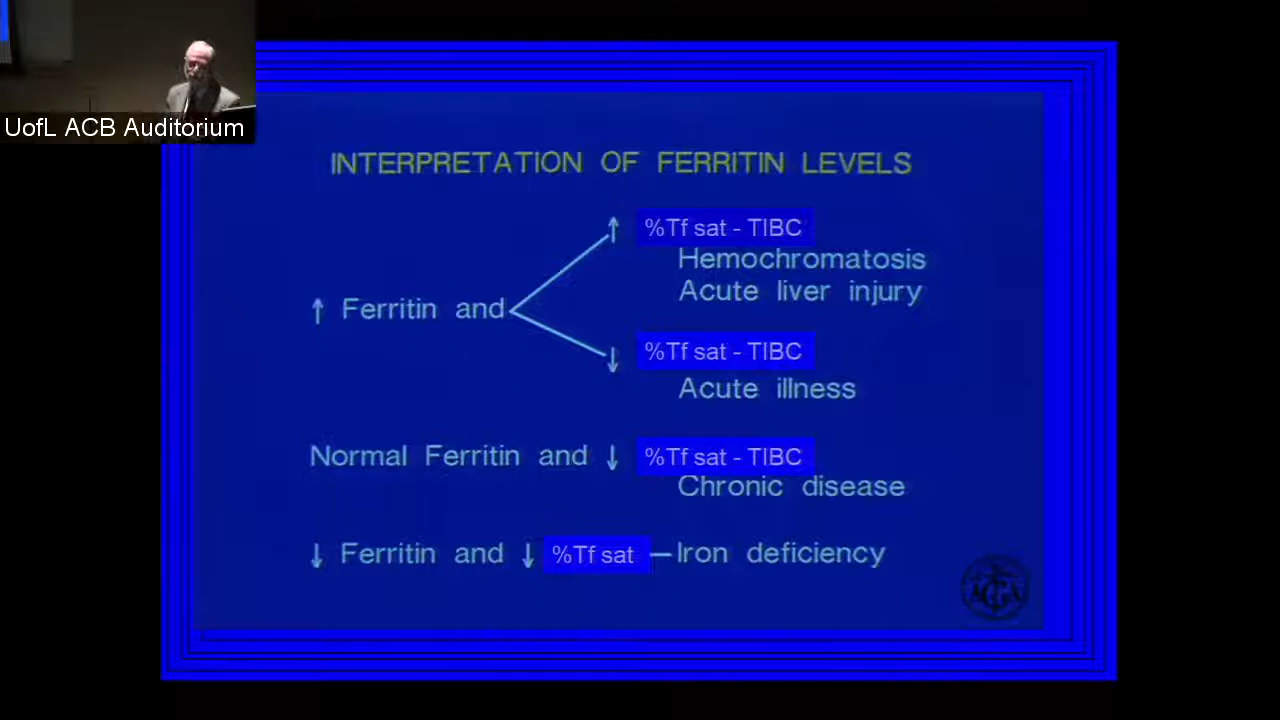 UofL ACB Auditorium
INTERPRETATION OF FERRITIN LEVELS
↑ %Tf sat - TIBC
Hemochromatosis
Acute liver injury
↑ Ferritin and
↓ %Tf sat - TIBC
Acute illness
Normal Ferritin and ↓ %Tf sat - TIBC
Chronic disease
↓ Ferritin and ↓ %Tf sat — Iron deficiency
AGA